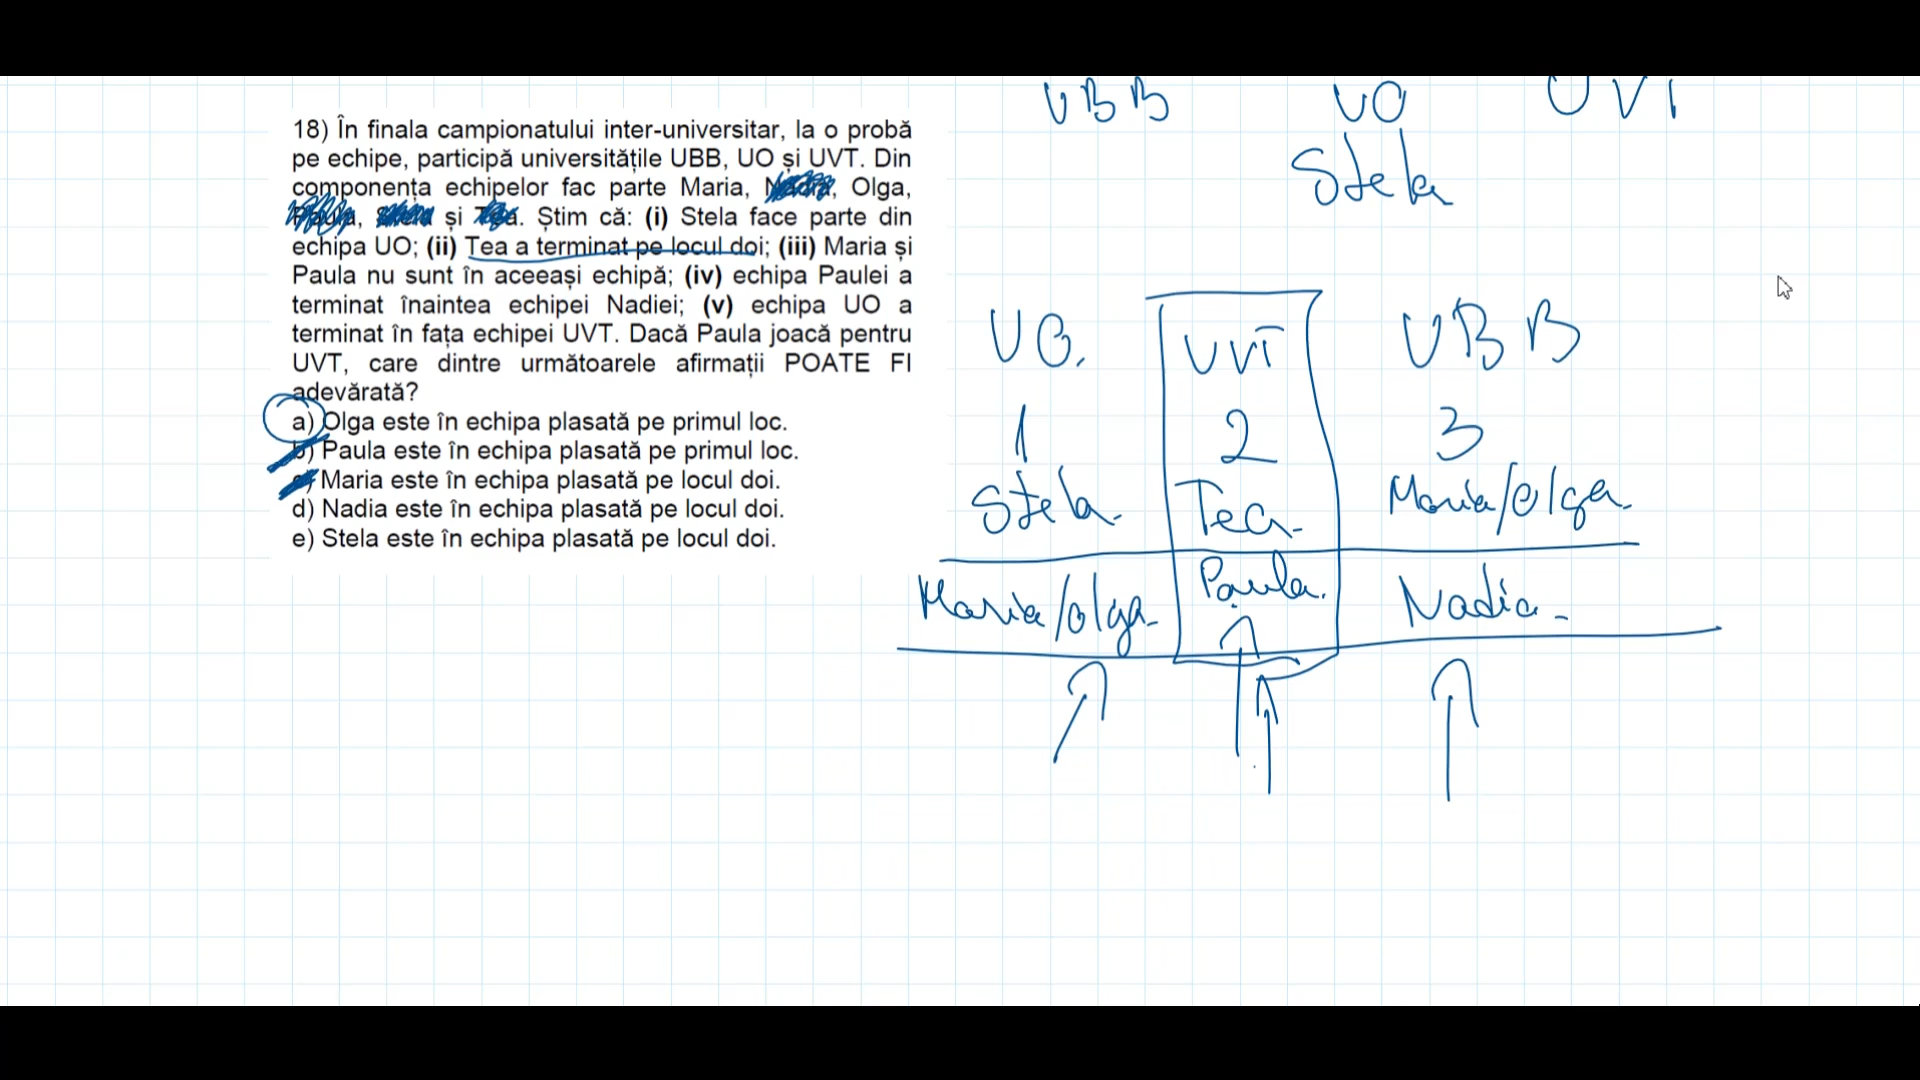 UBB UO UVT
Stela
18) În finala campionatului inter-universitar, la o probă
pe echipe, participă universitățile UBB, UO și UVT. Din
componența echipelor fac parte Maria, Nadia, Olga,
Paula, Stela și Tea. Știm că: (i) Stela face parte din
echipa UO; (ii) Tea a terminat pe locul doi; (iii) Maria și
Paula nu sunt în aceeași echipă; (iv) echipa Paulei a
terminat înaintea echipei Nadiei; (v) echipa UO a
terminat în fața echipei UVT. Dacă Paula joacă pentru
UVT, care dintre următoarele afirmații POATE FI
adevărată?
a) Olga este în echipa plasată pe primul loc.
b) Paula este în echipa plasată pe primul loc.
c) Maria este în echipa plasată pe locul doi.
d) Nadia este în echipa plasată pe locul doi.
e) Stela este în echipa plasată pe locul doi.
UO. UVT UBB
1 2 3
Stela. Tea. Maria/Olga.
Maria/Olga. Paula. Nadia.